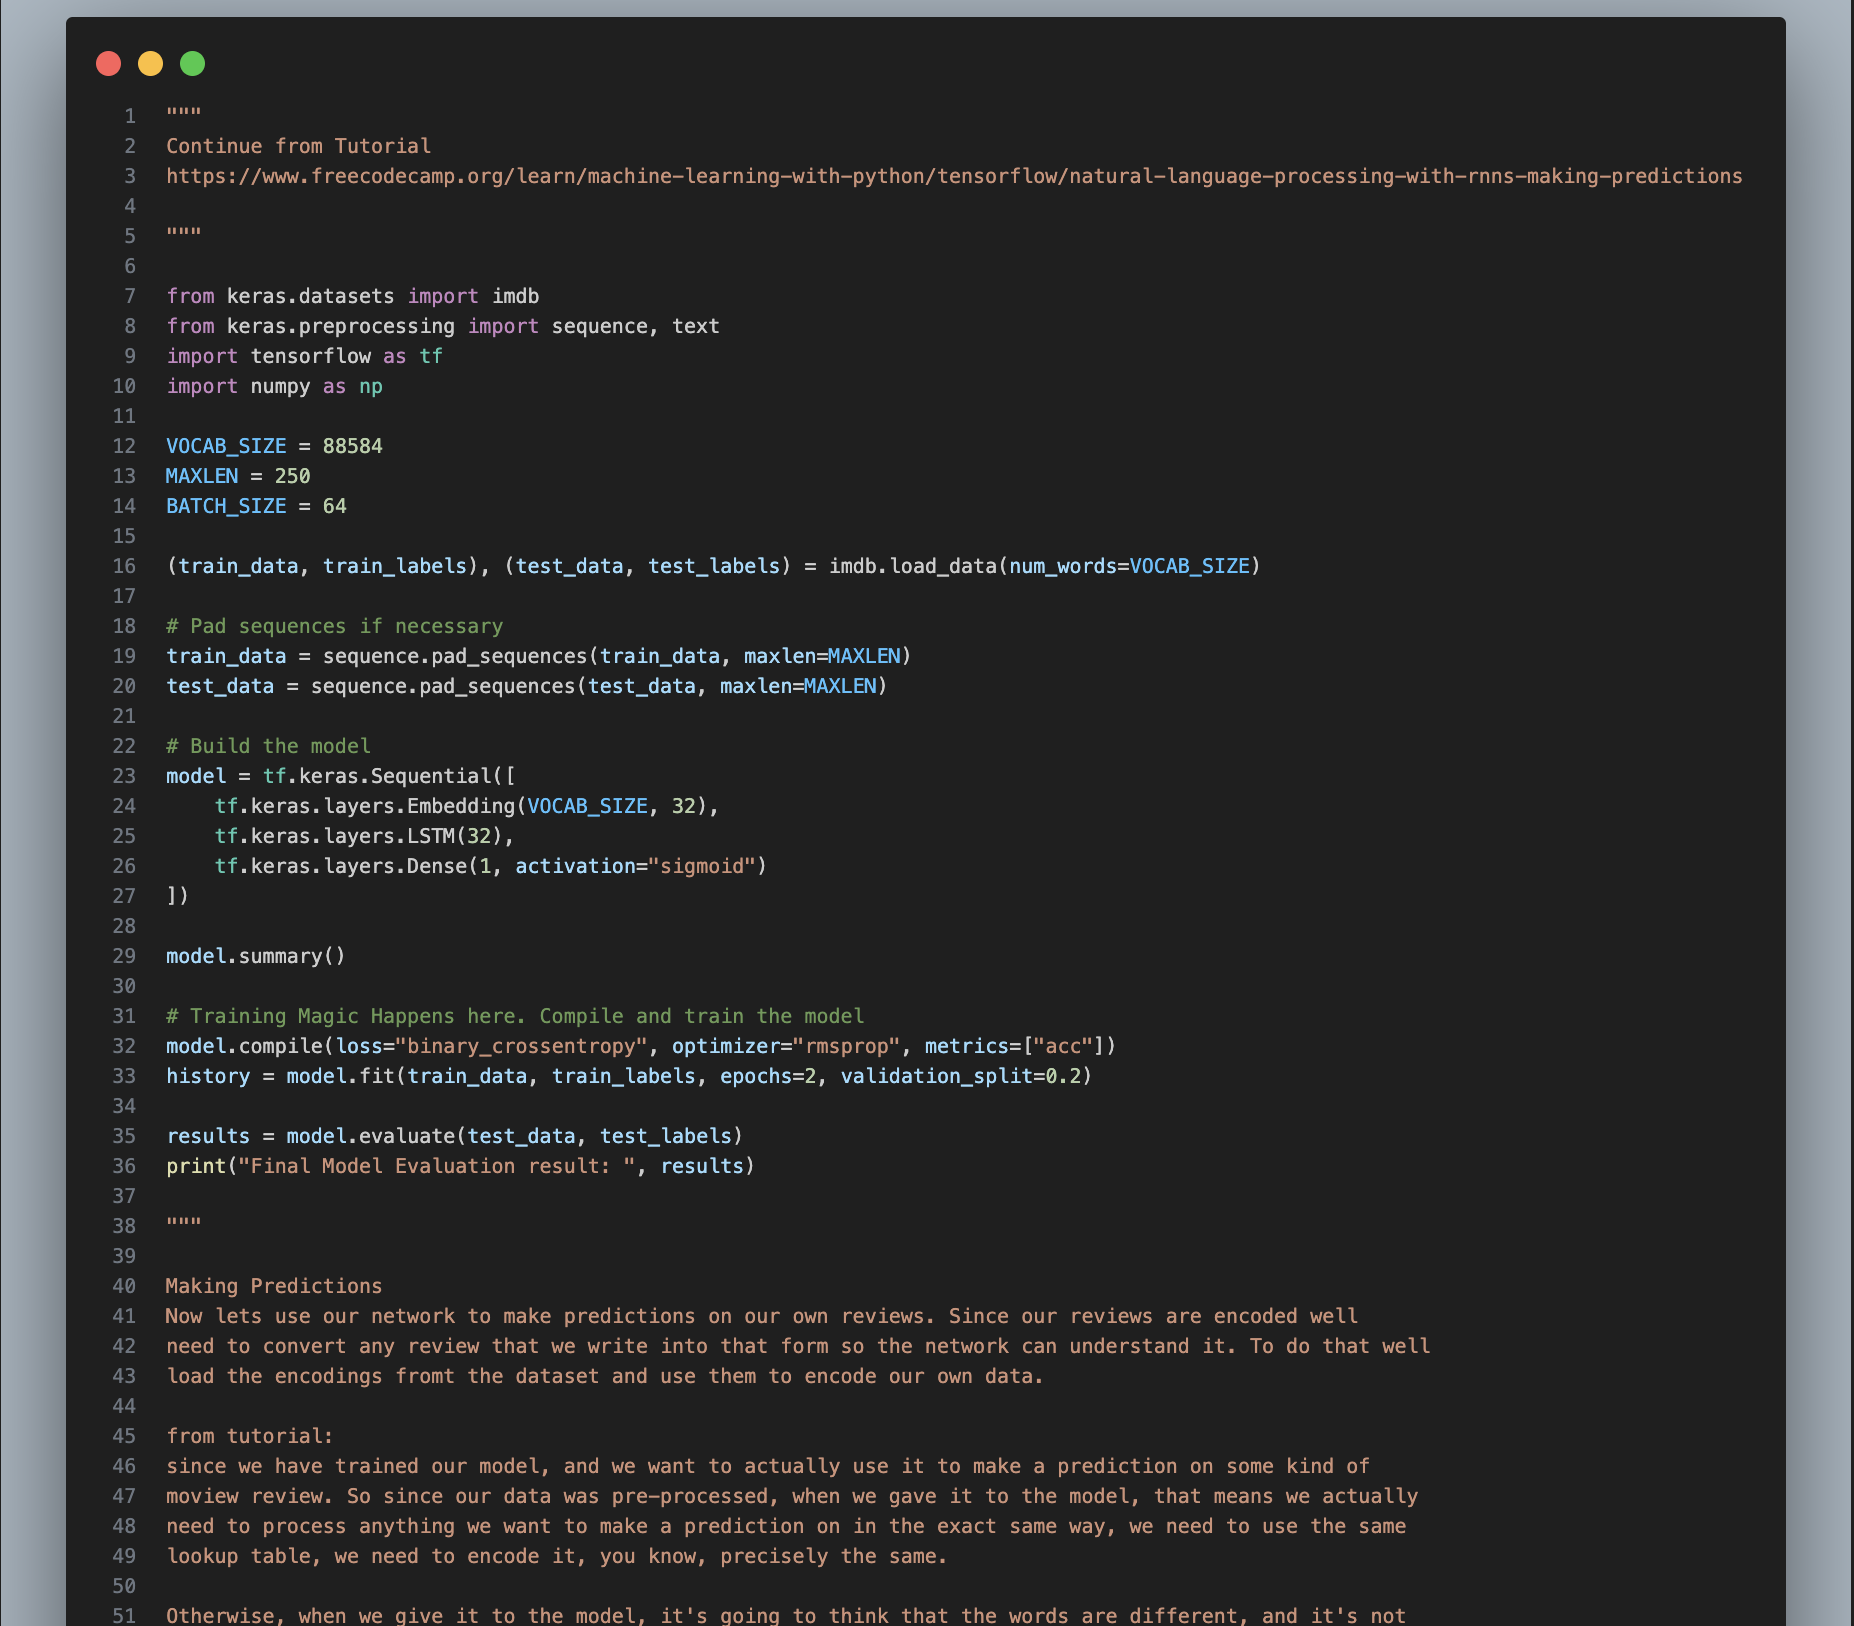 1 """
2 Continue from Tutorial
3 https://www.freecodecamp.org/learn/machine-learning-with-python/tensorflow/natural-language-processing-with-rnns-making-predictions
4
5 """
6
7 from keras.datasets import imdb
8 from keras.preprocessing import sequence, text
9 import tensorflow as tf
10 import numpy as np
11
12 VOCAB_SIZE = 88584
13 MAXLEN = 250
14 BATCH_SIZE = 64
15
16 (train_data, train_labels), (test_data, test_labels) = imdb.load_data(num_words=VOCAB_SIZE)
17
18 # Pad sequences if necessary
19 train_data = sequence.pad_sequences(train_data, maxlen=MAXLEN)
20 test_data = sequence.pad_sequences(test_data, maxlen=MAXLEN)
21
22 # Build the model
23 model = tf.keras.Sequential([
24     tf.keras.layers.Embedding(VOCAB_SIZE, 32),
25     tf.keras.layers.LSTM(32),
26     tf.keras.layers.Dense(1, activation="sigmoid")
27 ])
28
29 model.summary()
30
31 # Training Magic Happens here. Compile and train the model
32 model.compile(loss="binary_crossentropy", optimizer="rmsprop", metrics=["acc"])
33 history = model.fit(train_data, train_labels, epochs=2, validation_split=0.2)
34
35 results = model.evaluate(test_data, test_labels)
36 print("Final Model Evaluation result: ", results)
37
38 """
39
40 Making Predictions
41 Now lets use our network to make predictions on our own reviews. Since our reviews are encoded well
42 need to convert any review that we write into that form so the network can understand it. To do that well
43 load the encodings fromt the dataset and use them to encode our own data.
44
45 from tutorial:
46 since we have trained our model, and we want to actually use it to make a prediction on some kind of
47 moview review. So since our data was pre-processed, when we gave it to the model, that means we actually
48 need to process anything we want to make a prediction on in the exact same way, we need to use the same
49 lookup table, we need to encode it, you know, precisely the same.
50
51 Otherwise, when we give it to the model, it's going to think that the words are different, and it's not